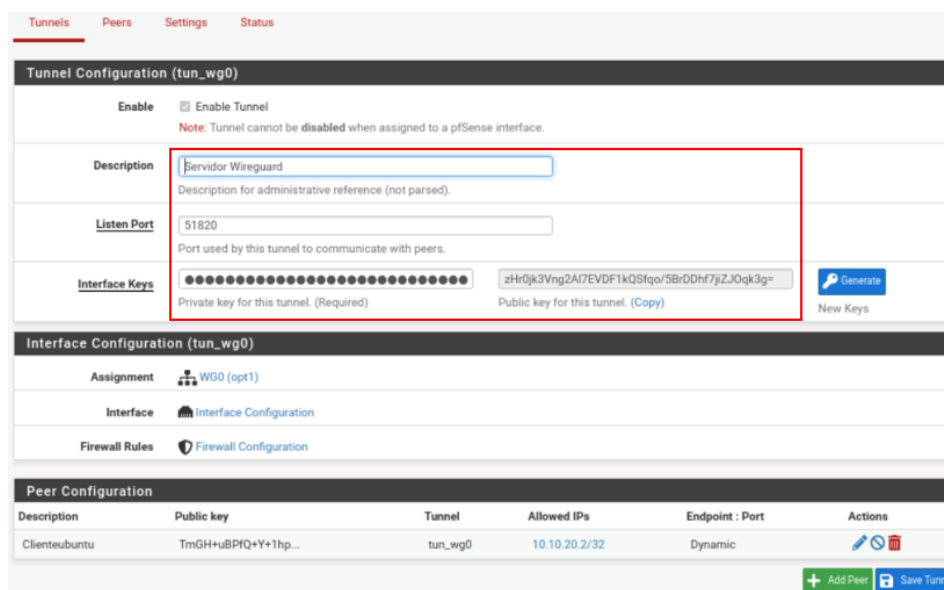 Tunnels Peers Settings Status
Tunnel Configuration (tun_wg0)
Enable Enable Tunnel
Note: Tunnel cannot be disabled when assigned to a pfSense interface.
Description Servidor Wireguard
Description for administrative reference (not parsed).
Listen Port 51820
Port used by this tunnel to communicate with peers.
Interface Keys zHr0jk3Vng2Al7EVDF1kQSfqo/5BrDDhf7jiZJOqk3g= Generate
Private key for this tunnel. (Required) Public key for this tunnel. (Copy) New Keys
Interface Configuration (tun_wg0)
Assignment WG0 (opt1)
Interface Interface Configuration
Firewall Rules Firewall Configuration
Peer Configuration
Description Public key Tunnel Allowed IPs Endpoint : Port Actions
Clienteubuntu TmGH+uBPfQ+Y+1hp... tun_wg0 10.10.20.2/32 Dynamic
Add Peer Save Tunn